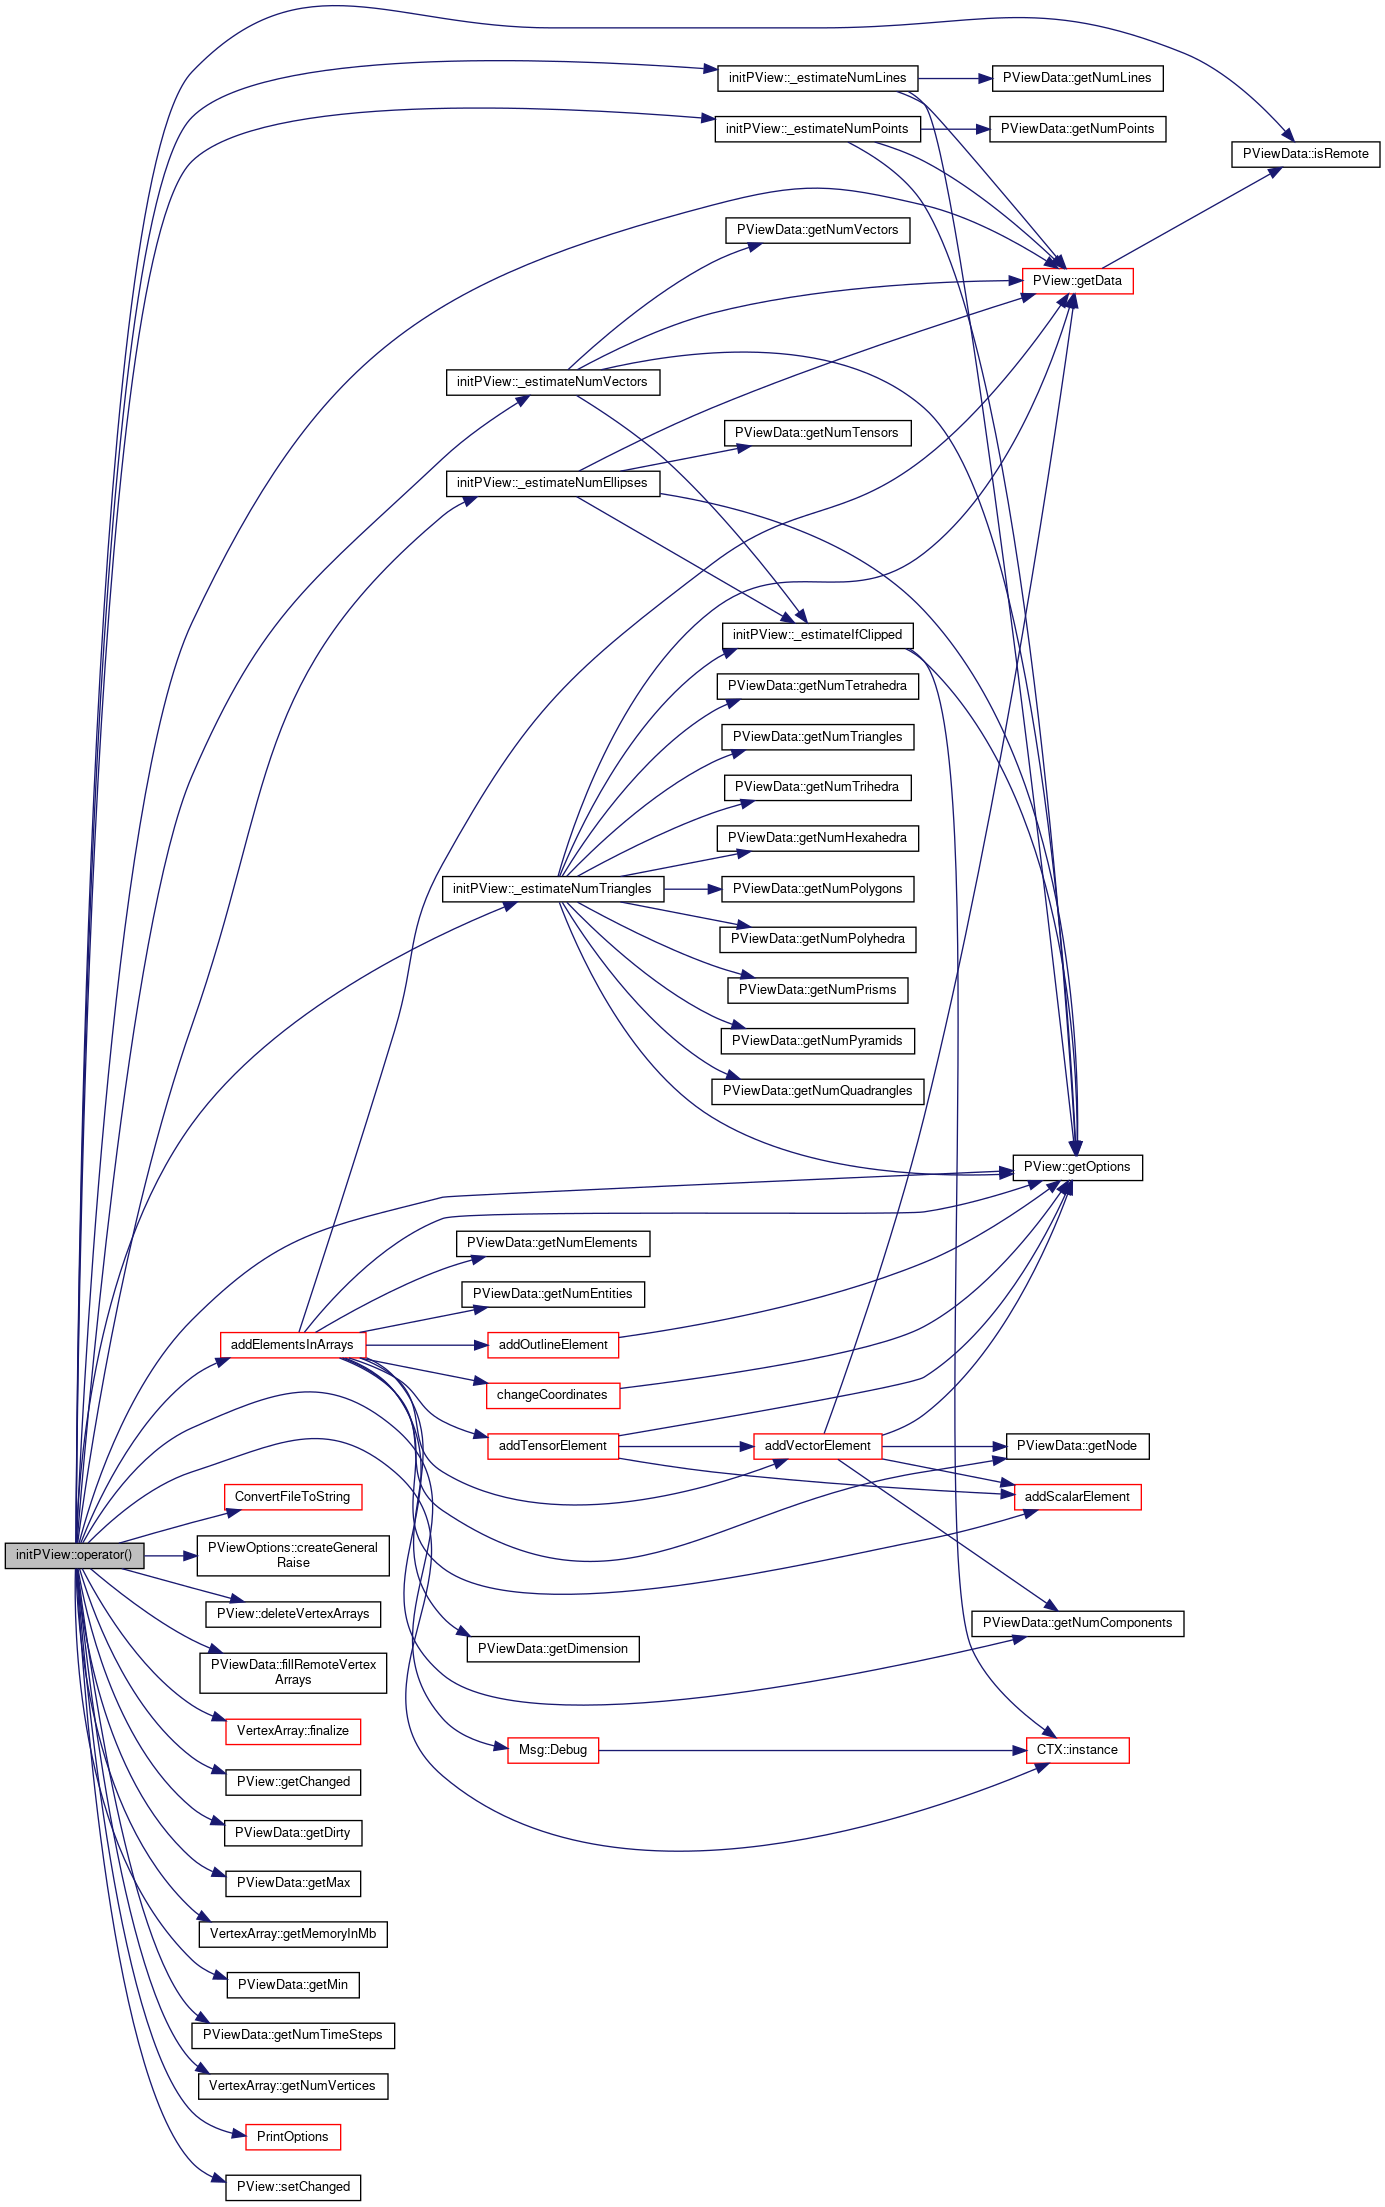 initPView::_estimateNumLines
PViewData::getNumLines
initPView::_estimateNumPoints
PViewData::getNumPoints
PViewData::isRemote
PViewData::getNumVectors
PView::getData
initPView::_estimateNumVectors
PViewData::getNumTensors
initPView::_estimateNumEllipses
initPView::_estimateIfClipped
PViewData::getNumTetrahedra
PViewData::getNumTriangles
PViewData::getNumTrihedra
PViewData::getNumHexahedra
initPView::_estimateNumTriangles
PViewData::getNumPolygons
PViewData::getNumPolyhedra
PViewData::getNumPrisms
PViewData::getNumPyramids
PViewData::getNumQuadrangles
PView::getOptions
PViewData::getNumElements
PViewData::getNumEntities
addElementsInArrays
addOutlineElement
changeCoordinates
addTensorElement
addVectorElement
PViewData::getNode
ConvertFileToString
addScalarElement
initPView::operator()
PViewOptions::createGeneral
Raise
PView::deleteVertexArrays
PViewData::getNumComponents
PViewData::getDimension
PViewData::fillRemoteVertex
Arrays
VertexArray::finalize
Msg::Debug
CTX::instance
PView::getChanged
PViewData::getDirty
PViewData::getMax
VertexArray::getMemoryInMb
PViewData::getMin
PViewData::getNumTimeSteps
VertexArray::getNumVertices
PrintOptions
PView::setChanged